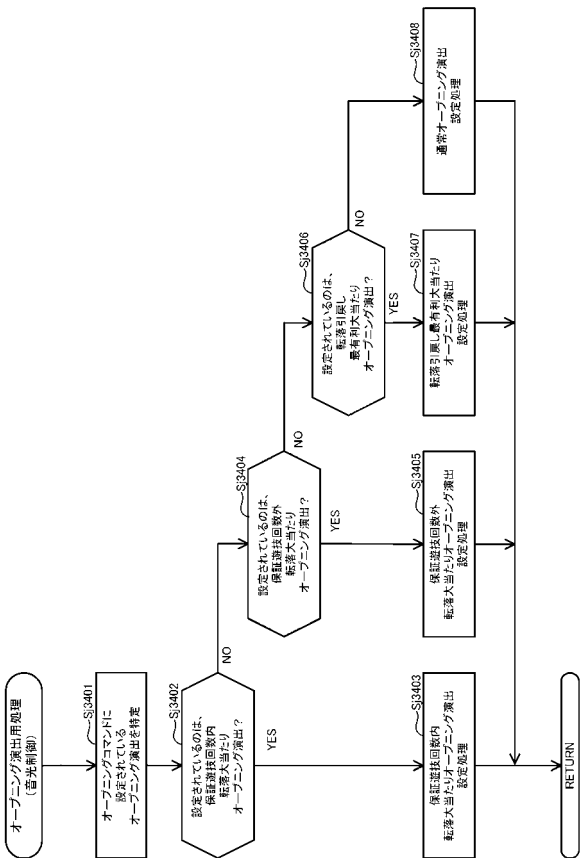 オープニング演出用処理
（音光制御）
Sj3401
オープニングコマンドに
設定されている
オープニング演出を特定
Sj3402
設定されているのは、
保証遊技回数内
転落大当たり
オープニング演出？
NO
YES
Sj3403
保証遊技回数内
転落大当たりオープニング演出
設定処理
Sj3404
設定されているのは、
保証遊技回数外
転落大当たり
オープニング演出？
NO
YES
Sj3405
保証遊技回数外
転落大当たりオープニング演出
設定処理
Sj3406
設定されているのは、
転落引戻し
最有利大当たり
オープニング演出？
NO
YES
Sj3407
転落引戻し最有利大当たり
オープニング演出
設定処理
Sj3408
通常オープニング演出
設定処理
RETURN